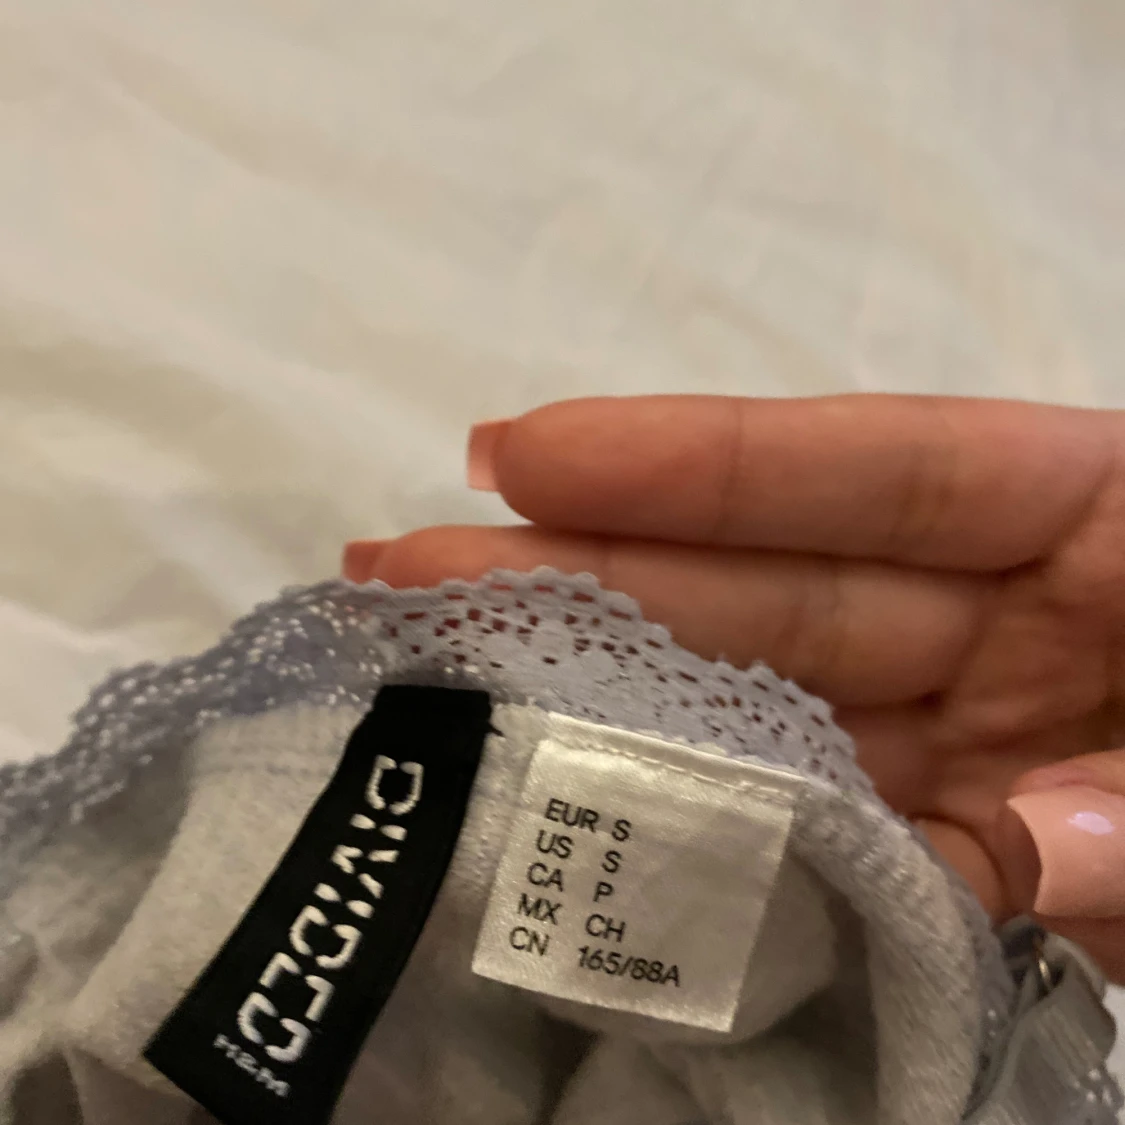 DIVIDED
H&M
EUR S
US S
CA P
MX CH
CN 165/88A